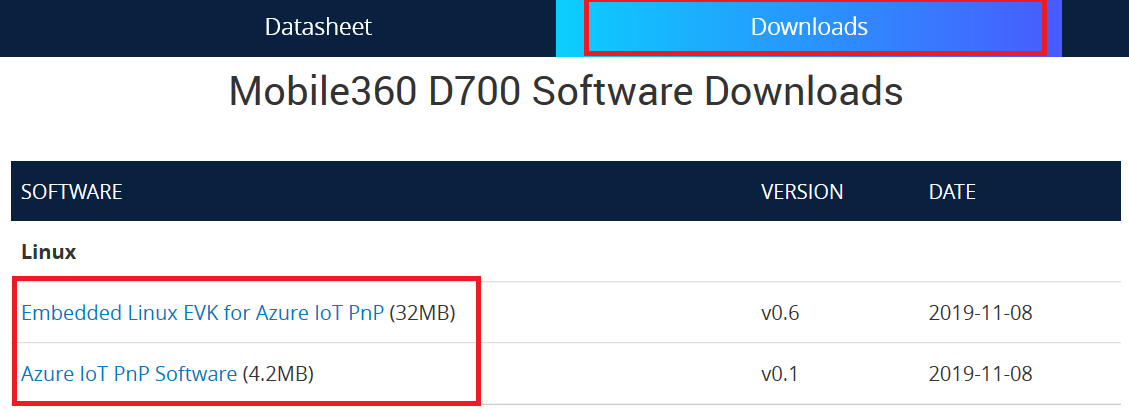 Datasheet Downloads
Mobile360 D700 Software Downloads
SOFTWARE VERSION DATE
Linux
Embedded Linux EVK for Azure IoT PnP (32MB) v0.6 2019-11-08
Azure IoT PnP Software (4.2MB) v0.1 2019-11-08